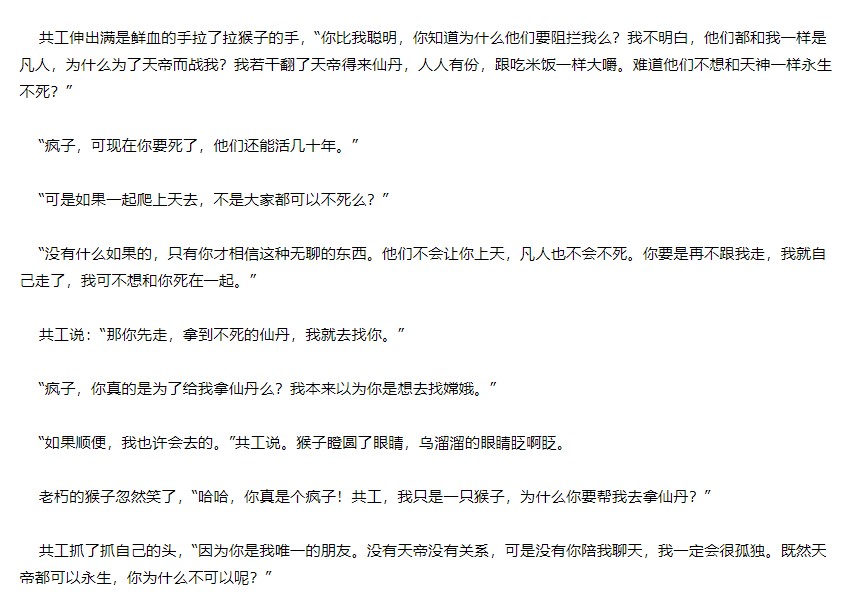 共工伸出满是鲜血的手拉了拉猴子的手，“你比我聪明，你知道为什么他们要阻拦我么？我不明白，他们都和我一样是
凡人，为什么为了天帝而战我？我若干翻了天帝得来仙丹，人人有份，跟吃米饭一样大嚼。难道他们不想和天神一样永生
不死？”
“疯子，可现在你要死了，他们还能活几十年。”
“可是如果一起爬上天去，不是大家都可以不死么？”
“没有什么如果的，只有你才相信这种无聊的东西。他们不会让你上天，凡人也不会不死。你要是再不跟我走，我就自
己走了，我可不想和你死在一起。”
共工说：“那你先走，拿到不死的仙丹，我就去找你。”
“疯子，你真的是为了给我拿仙丹么？我本来以为你是想去找嫦娥。”
“如果顺便，我也许会去的。”共工说。猴子瞪圆了眼睛，乌溜溜的眼睛眨啊眨。
老朽的猴子忽然笑了，“哈哈，你真是个疯子！共工，我只是一只猴子，为什么你要帮我去拿仙丹？”
共工抓了抓自己的头，“因为你是我唯一的朋友。没有天帝没有关系，可是没有你陪我聊天，我一定会很孤独。既然天
帝都可以永生，你为什么不可以呢？”